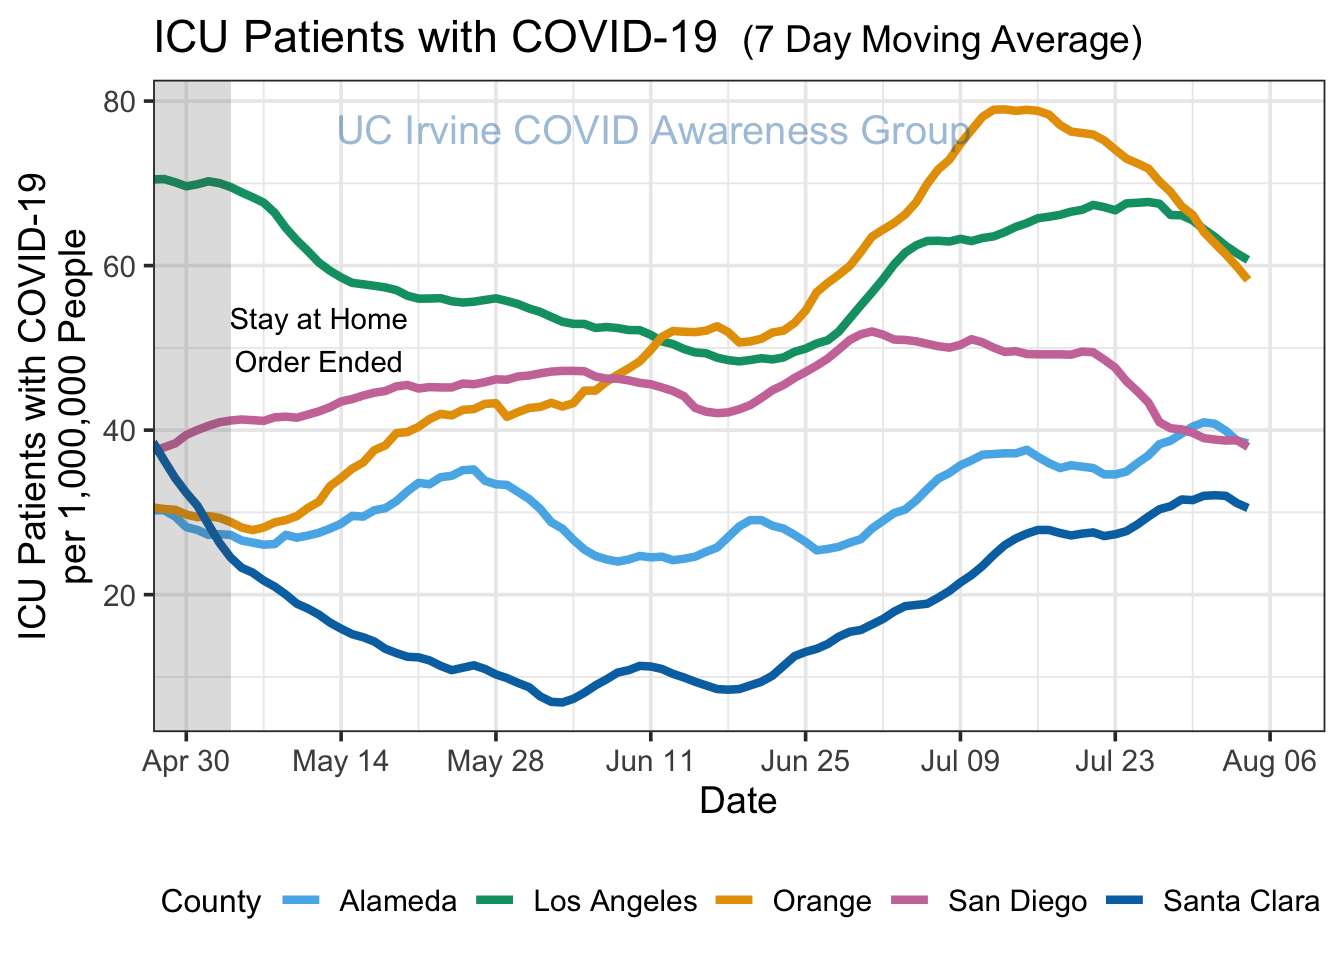 ICU Patients with COVID-19 (7 Day Moving Average)
UC Irvine COVID Awareness Group
ICU Patients with COVID-19
per 1,000,000 People
80
60
40
20
Stay at Home
Order Ended
Apr 30 May 14 May 28 Jun 11 Jun 25 Jul 09 Jul 23 Aug 06
Date
County Alameda Los Angeles Orange San Diego Santa Clara